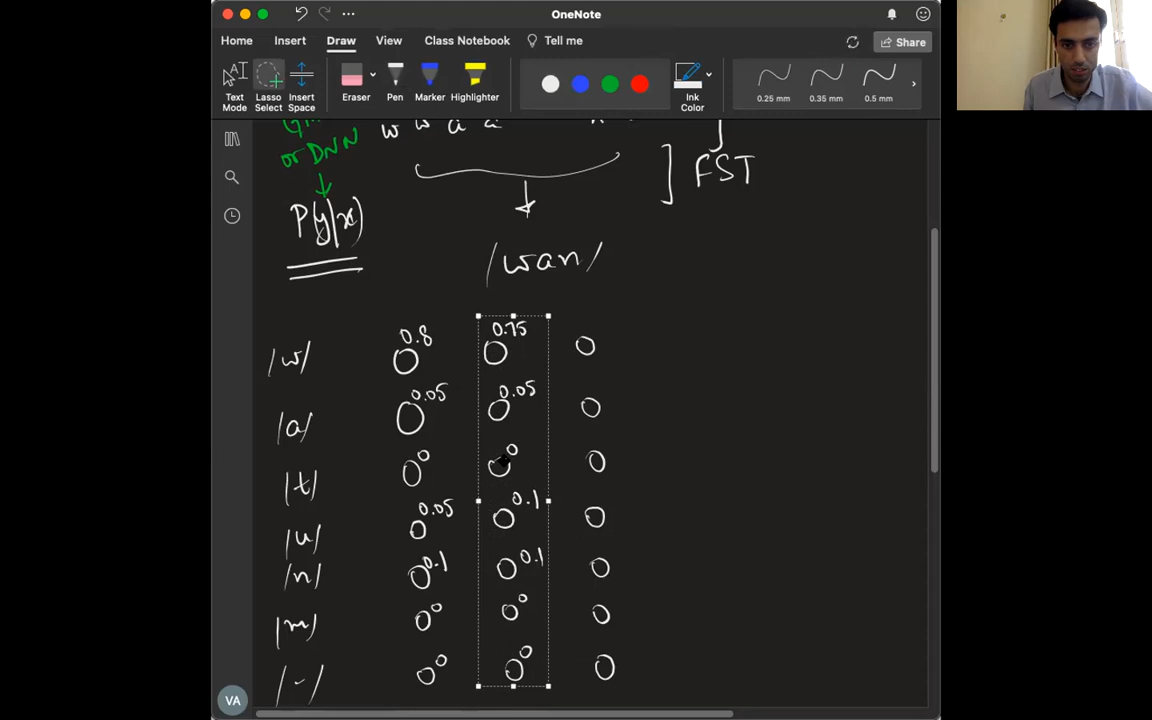 OneNote
Home Insert Draw View Class Notebook Tell me Share
Text Mode Lasso Select Insert Space Eraser Pen Marker Highlighter Ink Color 0.25 mm 0.35 mm 0.5 mm
or DNN
w w a a n
] FST
P(y|x)
/wan/
/w/ 0.8 0.75
/a/ 0.05 0.05
/t/ 0 0
/u/ 0.05 0.1
/n/ 0.1 0.1
/m/ 0 0
/-/ 0 0
VA